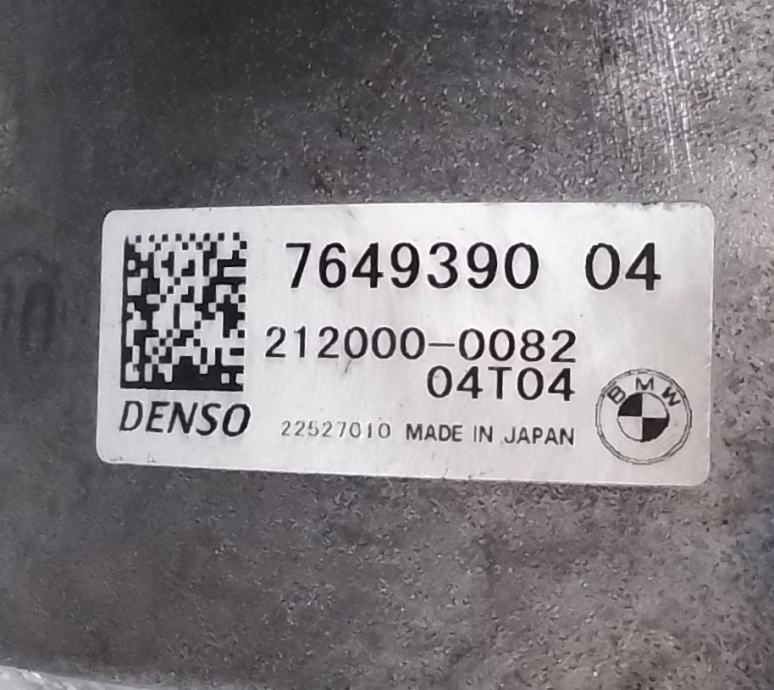 7649390 04
212000-0082
04T04
DENSO
22527010 MADE IN JAPAN
BMW